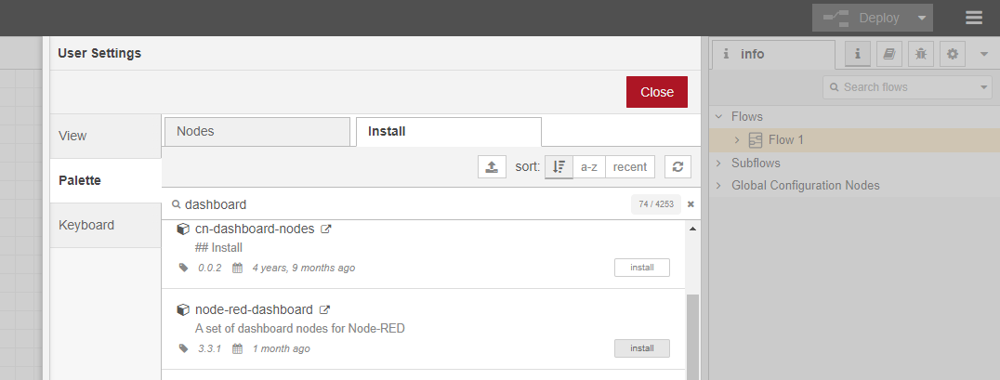 Deploy
User Settings
Close
View
Palette
Keyboard
Nodes
Install
sort: a-z recent
dashboard
74 / 4253
cn-dashboard-nodes
## Install
0.0.2 4 years, 9 months ago
install
node-red-dashboard
A set of dashboard nodes for Node-RED
3.3.1 1 month ago
install
info
Search flows
Flows
Flow 1
Subflows
Global Configuration Nodes